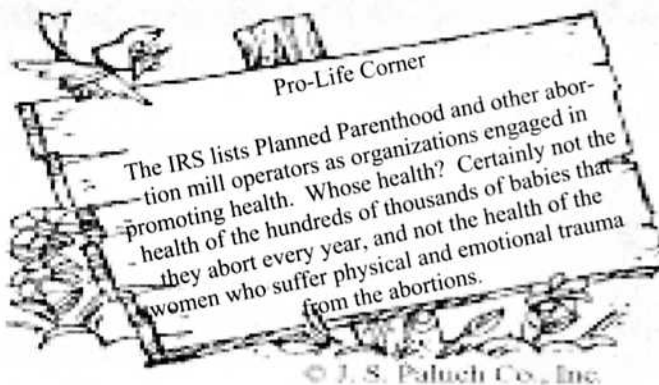 Pro-Life Corner
The IRS lists Planned Parenthood and other abor-
tion mill operators as organizations engaged in
promoting health. Whose health? Certainly not the
health of the hundreds of thousands of babies that
they abort every year, and not the health of the
women who suffer physical and emotional trauma
from the abortions.
© J. S. Paluch Co., Inc.